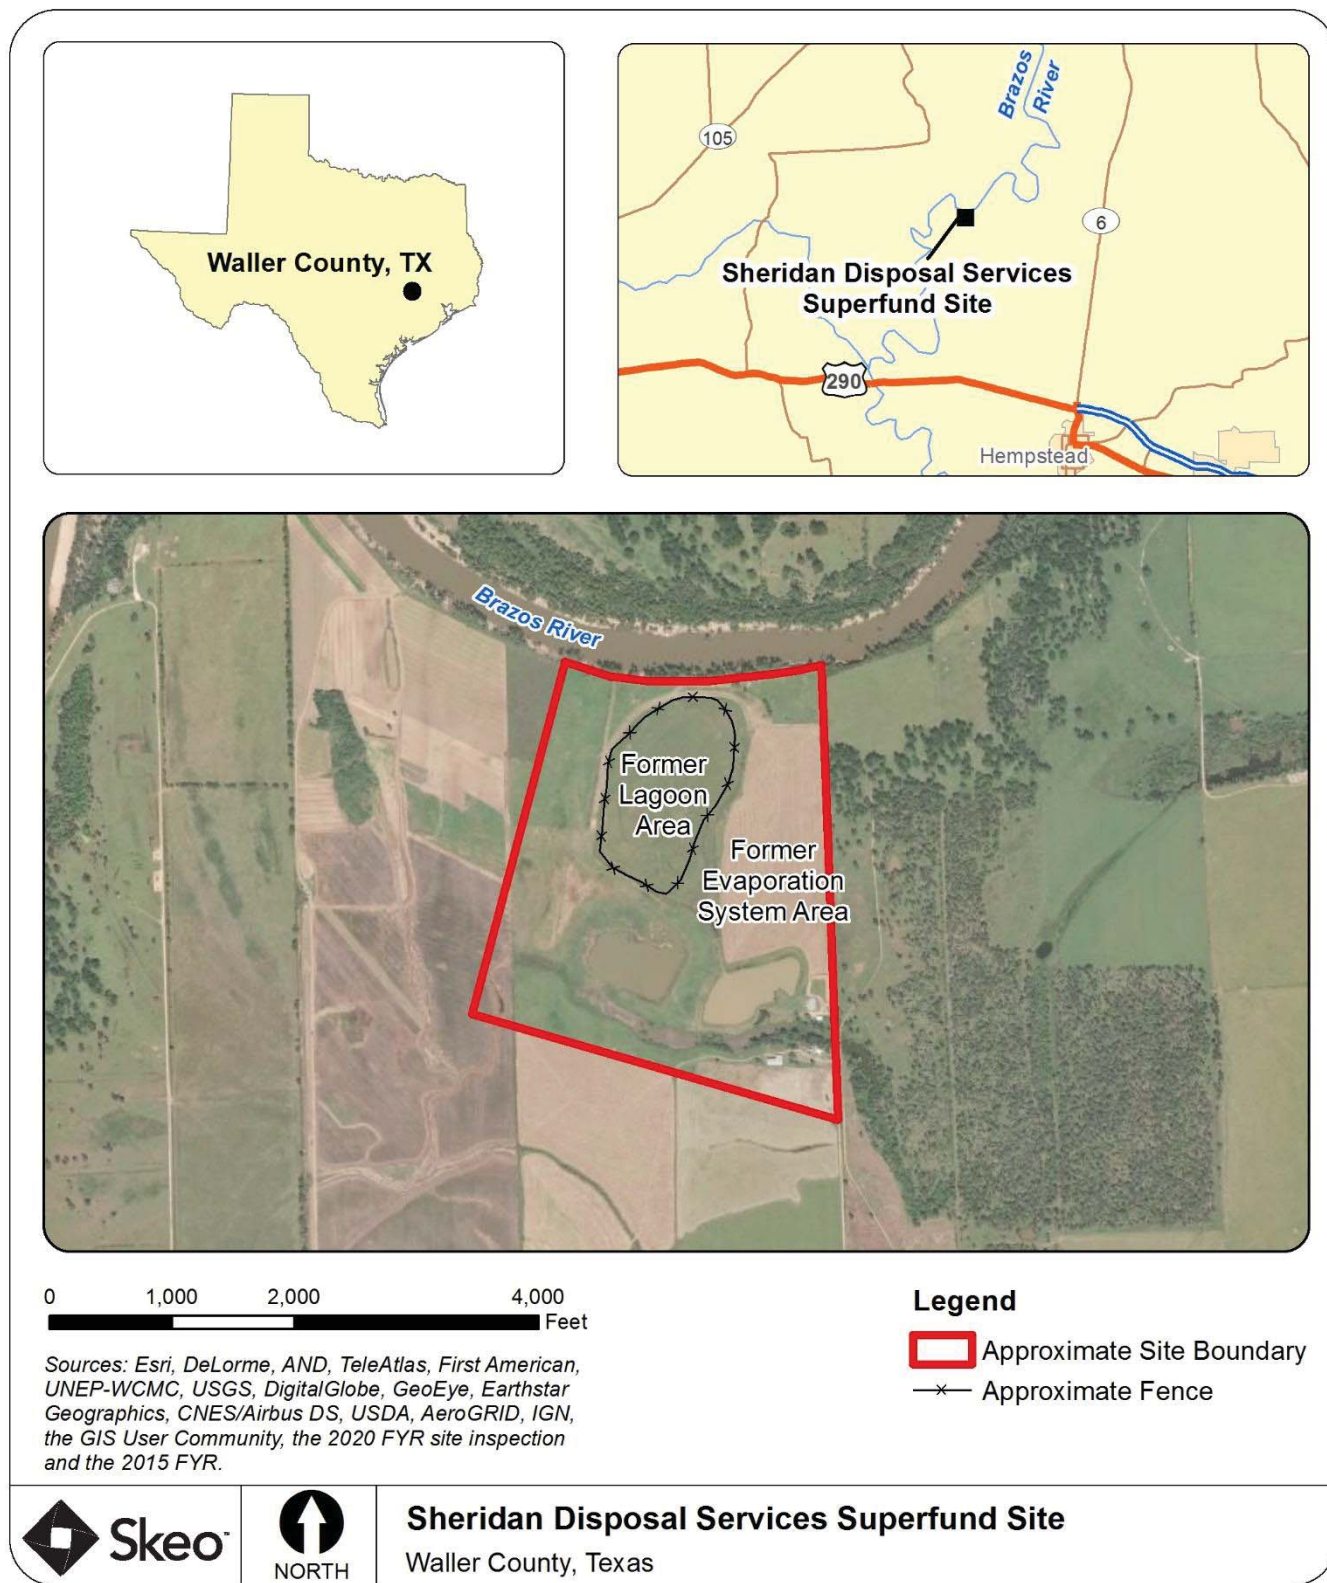 Waller County, TX
Brazos
River
105
6
Sheridan Disposal Services
Superfund Site
290
Hempstead
Brazos River
Former
Lagoon
Area
Former
Evaporation
System Area
0 1,000 2,000 4,000
Feet
Sources: Esri, DeLorme, AND, TeleAtlas, First American,
UNEP-WCMC, USGS, DigitalGlobe, GeoEye, Earthstar
Geographics, CNES/Airbus DS, USDA, AeroGRID, IGN,
the GIS User Community, the 2020 FYR site inspection
and the 2015 FYR.
Legend
Approximate Site Boundary
Approximate Fence
Skeo™
NORTH
Sheridan Disposal Services Superfund Site
Waller County, Texas